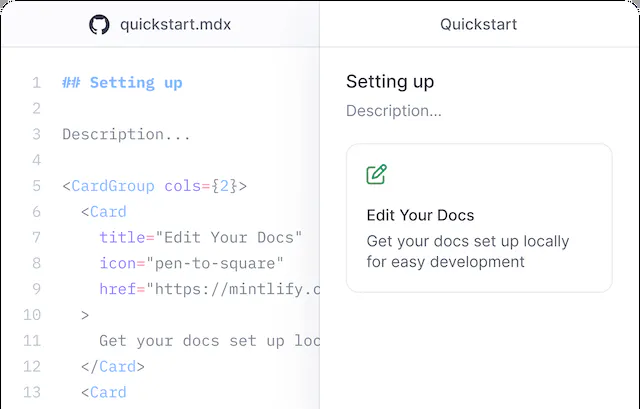 quickstart.mdx
1 ## Setting up
2
3 Description...
4
5 <CardGroup cols={2}>
6 <Card
7 title="Edit Your Docs"
8 icon="pen-to-square"
9 href="https://mintlify.c
10 >
11 Get your docs set up loc
12 </Card>
13 <Card
Quickstart
Setting up
Description...
Edit Your Docs
Get your docs set up locally
for easy development